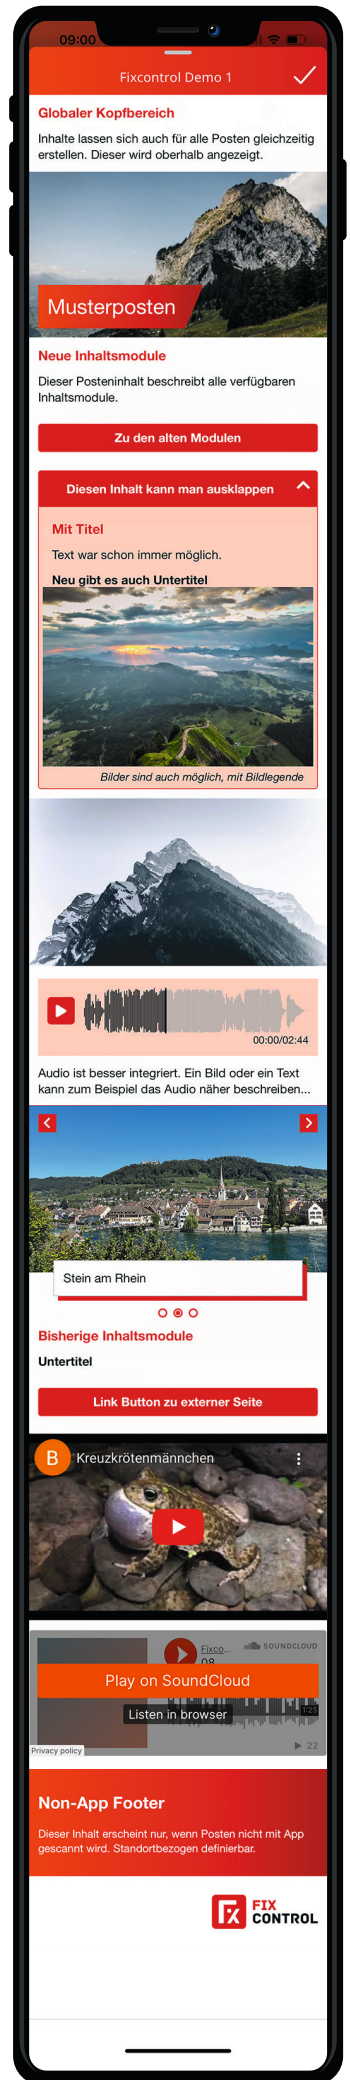 09:00
Fixcontrol Demo 1
Globaler Kopfbereich
Inhalte lassen sich auch für alle Posten gleichzeitig
erstellen. Dieser wird oberhalb angezeigt.
Musterposten
Neue Inhaltsmodule
Dieser Posteninhalt beschreibt alle verfügbaren
Inhaltsmodule.
Zu den alten Modulen
Diesen Inhalt kann man ausklappen
Mit Titel
Text war schon immer möglich.
Neu gibt es auch Untertitel
Bilder sind auch möglich, mit Bildlegende
00:00/02:44
Audio ist besser integriert. Ein Bild oder ein Text
kann zum Beispiel das Audio näher beschreiben...
Stein am Rhein
Bisherige Inhaltsmodule
Untertitel
Link Button zu externer Seite
B Kreuzkrötenmännchen
Fixco... SOUNDCLOUD
08
Play on SoundCloud
Listen in browser
1:25
22
Privacy policy
Non-App Footer
Dieser Inhalt erscheint nur, wenn Posten nicht mit App
gescannt wird. Standortbezogen definierbar.
FIX
CONTROL